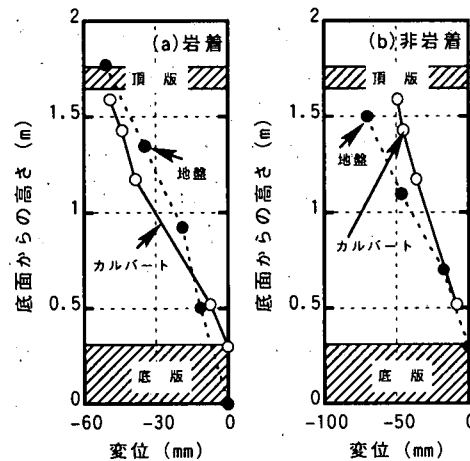 (a)岩着
(b)非岩着
2
1.5
1
0.5
0
底面からの高さ (m)
頂版
地盤
カルバート
底版
-60
-30
0
変位 (mm)
2
1.5
1
0.5
0
底面からの高さ (m)
頂版
地盤
カルバート
底版
-100
-50
0
変位 (mm)